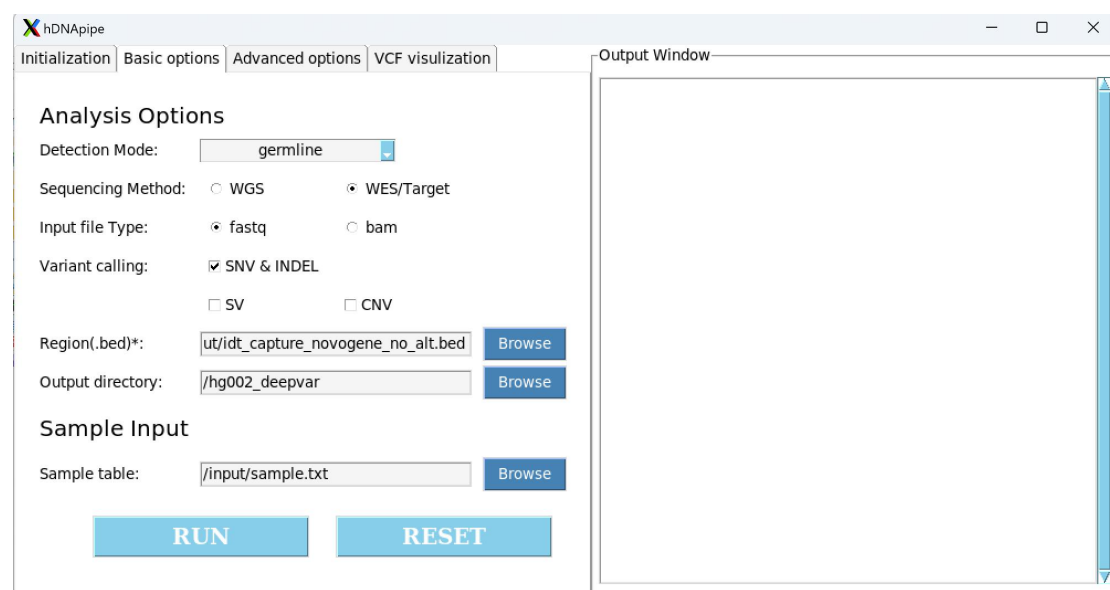 hDNApipe
Initialization Basic options Advanced options VCF visulization
Output Window
Analysis Options
Detection Mode: germline
Sequencing Method: WGS WES/Target
Input file Type: fastq bam
Variant calling: SNV & INDEL
SV CNV
Region(.bed)*: ut/idt_capture_novogene_no_alt.bed Browse
Output directory: /hg002_deepvar Browse
Sample Input
Sample table: /input/sample.txt Browse
RUN RESET